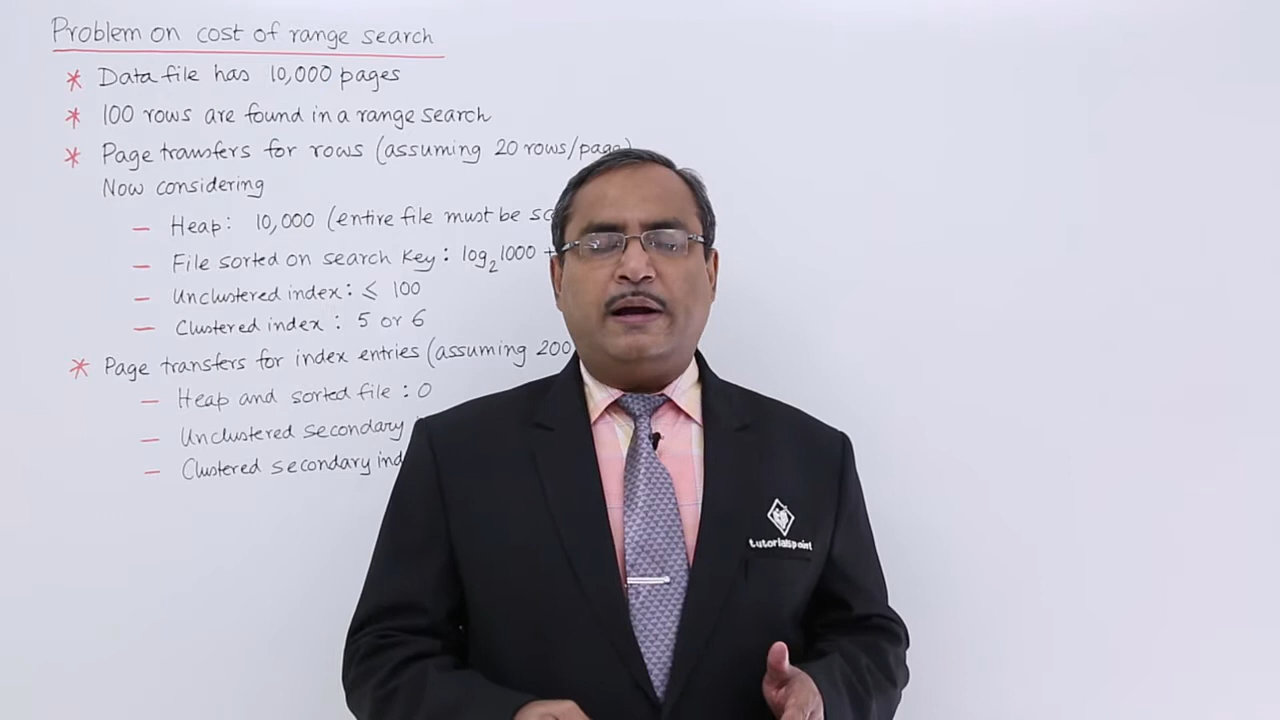 Problem on cost of range search
* Data file has 10,000 pages
* 100 rows are found in a range search
* Page transfers for rows (assuming 20 rows/page)
Now considering
— Heap: 10,000 (entire file must be
— File sorted on search key: log₂1000 +
— Unclustered index: ⩽ 100
— Clustered index: 5 or 6
* Page transfers for index entries (assuming 200
— Heap and sorted file: 0
— Unclustered secondary
— Clustered secondary
tutorialspoint